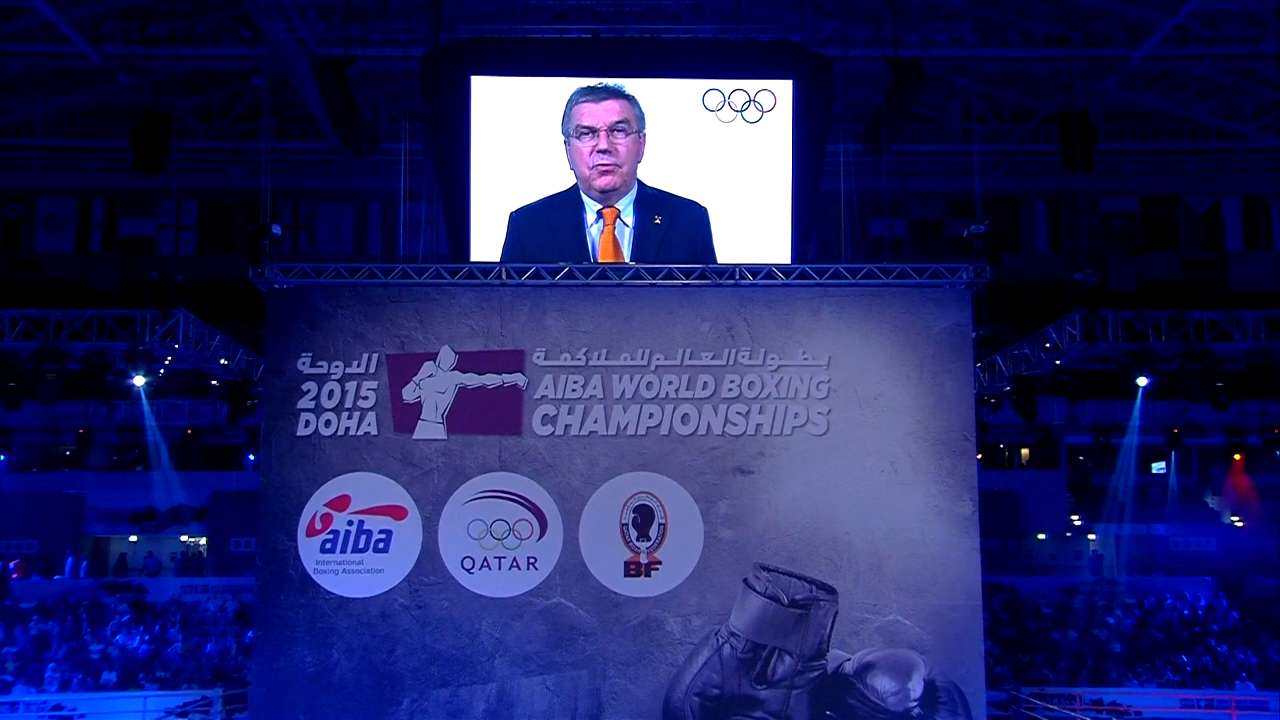 الدوحة
2015
DOHA
بطولة العالم للملاكمة
AIBA WORLD BOXING
CHAMPIONSHIPS
aiba
International
Boxing Association
QATAR
BF